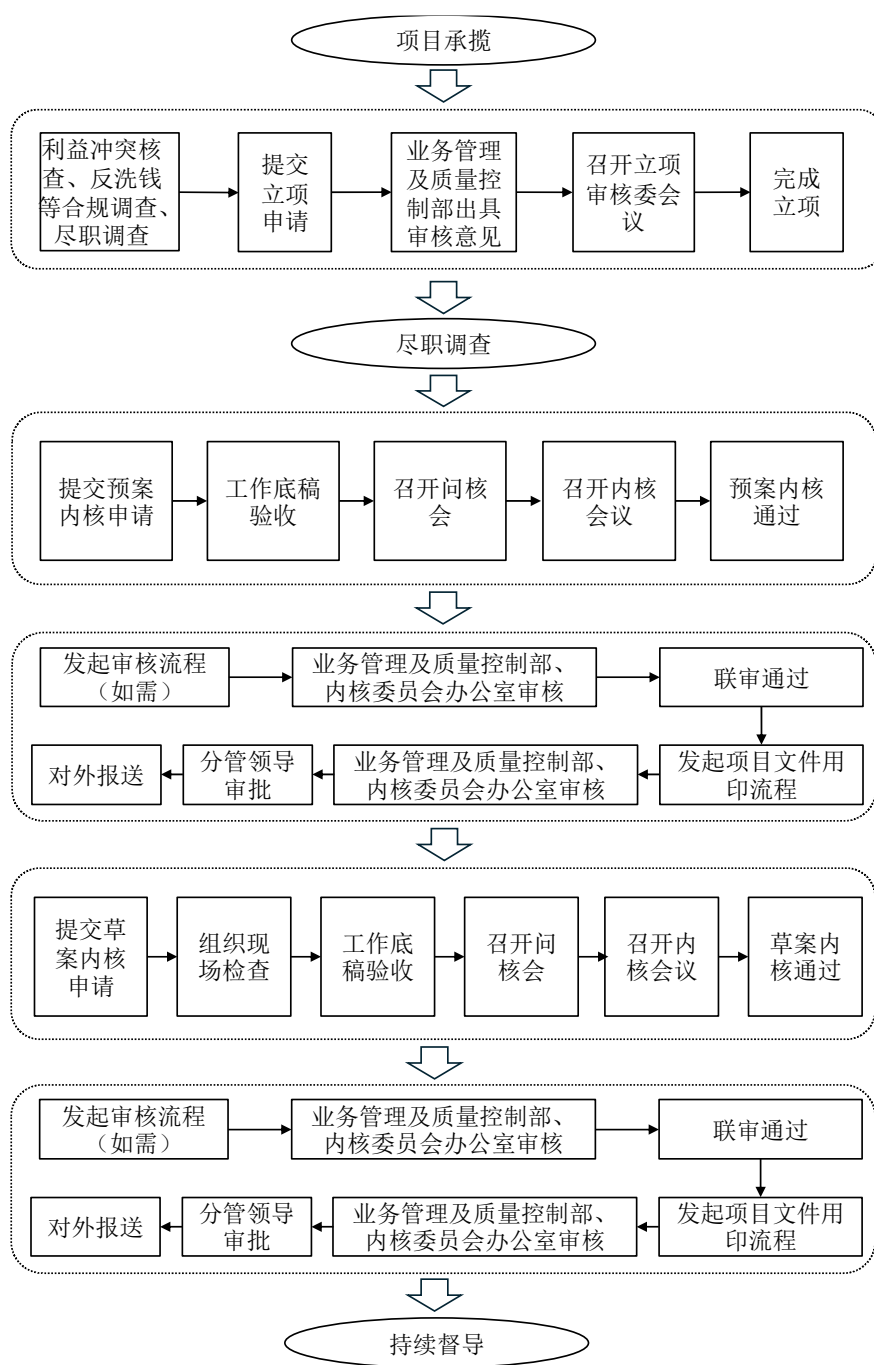 项目承揽
利益冲突核
查、反洗钱
等合规调查、
尽职调查
提交
立项
申请
业务管理
及质量控
制部出具
审核意见
召开立项
审核委会
议
完成
立项
尽职调查
提交预案
内核申请
工作底稿
验收
召开问核
会
召开内核
会议
预案内核
通过
发起审核流程
（如需）
业务管理及质量控制部、
内核委员会办公室审核
联审通过
发起项目文件用
印流程
业务管理及质量控制部、
内核委员会办公室审核
分管领导
审批
对外报送
提交草
案内核
申请
组织现
场检查
工作底
稿验收
召开问
核会
召开内
核会议
草案内
核通过
发起审核流程
（如需）
业务管理及质量控制部、
内核委员会办公室审核
联审通过
发起项目文件用
印流程
业务管理及质量控制部、
内核委员会办公室审核
分管领导
审批
对外报送
持续督导